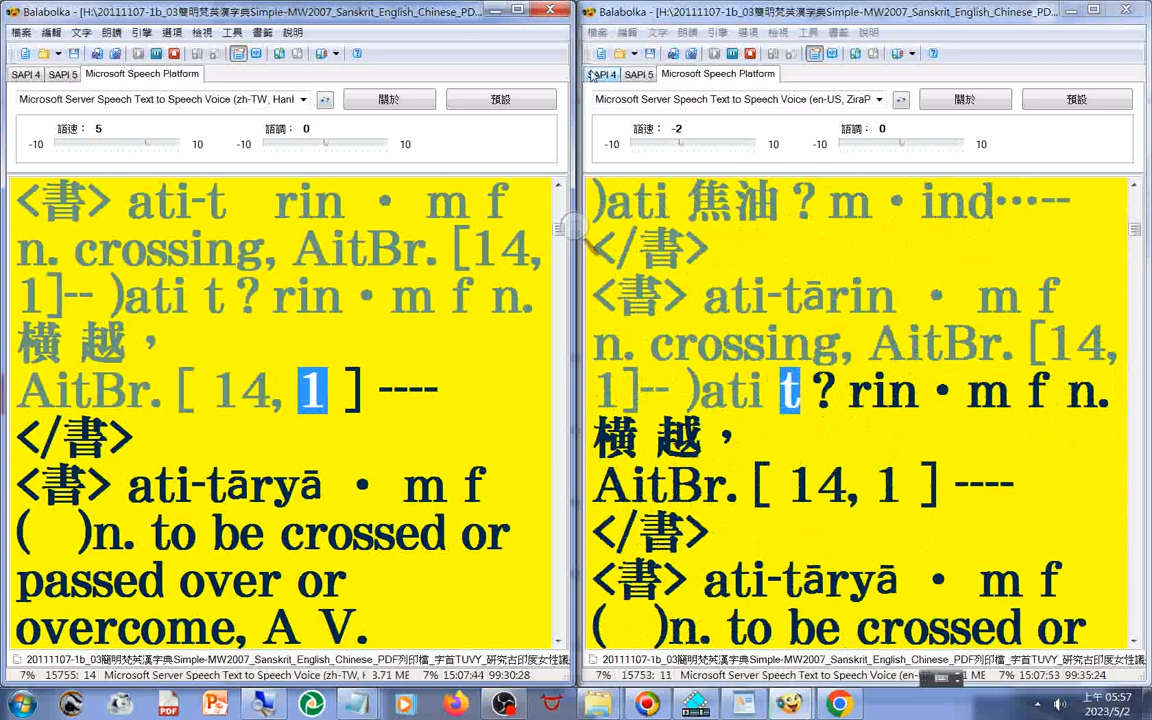 Balabolka - [H:\20111107-1b_03簡明梵英漢字典Simple-MW2007_Sanskrit_English_Chinese_PD...
檔案 編輯 文字 朗讀 引擎 選項 檢視 工具 書籤 說明
SAPI 4 SAPI 5 Microsoft Speech Platform
Microsoft Server Speech Text to Speech Voice (zh-TW, Hanl
關於 預設
語速： 5 語調： 0
-10 10 -10 10
<書> ati-t rin • m f
n. crossing, AitBr. [14,
1]-- )ati t？rin•m f n.
橫 越，
AitBr. [ 14, 1 ] ----
</書>
<書> ati-tāryā • m f
( )n. to be crossed or
passed over or
overcome, A V.
20111107-1b_03簡明梵英漢字典Simple-MW2007_Sanskrit_English_Chinese_PDF列印檔_字首TUVY_研究古印度女性議
7% 15755: 14 Microsoft Server Speech Text to Speech Voice (zh-TW, H 3.71 ME 7% 15:07:44 99:30:28
Balabolka - [H:\20111107-1b_03簡明梵英漢字典Simple-MW2007_Sanskrit_English_Chinese_PD...
檔案 編輯 文字 朗讀 引擎 選項 檢視 工具 書籤 說明
SAPI 4 SAPI 5 Microsoft Speech Platform
Microsoft Server Speech Text to Speech Voice (en-US, ZiraP
關於 預設
語速： -2 語調： 0
-10 10 -10 10
)ati 焦油？m•ind…--
</書>
<書> ati-tārin • m f
n. crossing, AitBr. [14,
1]-- )ati t？rin•m f n.
橫 越，
AitBr. [ 14, 1 ] ----
</書>
<書> ati-tāryā • m f
( )n. to be crossed or
20111107-1b_03簡明梵英漢字典Simple-MW2007_Sanskrit_English_Chinese_PDF列印檔_字首TUVY_研究古印度女性議
7% 15753: 11 Microsoft Server Speech Text to Speech Voice 3.71 ME 7% 15:07:53 99:35:24
上午 05:57
2023/5/2